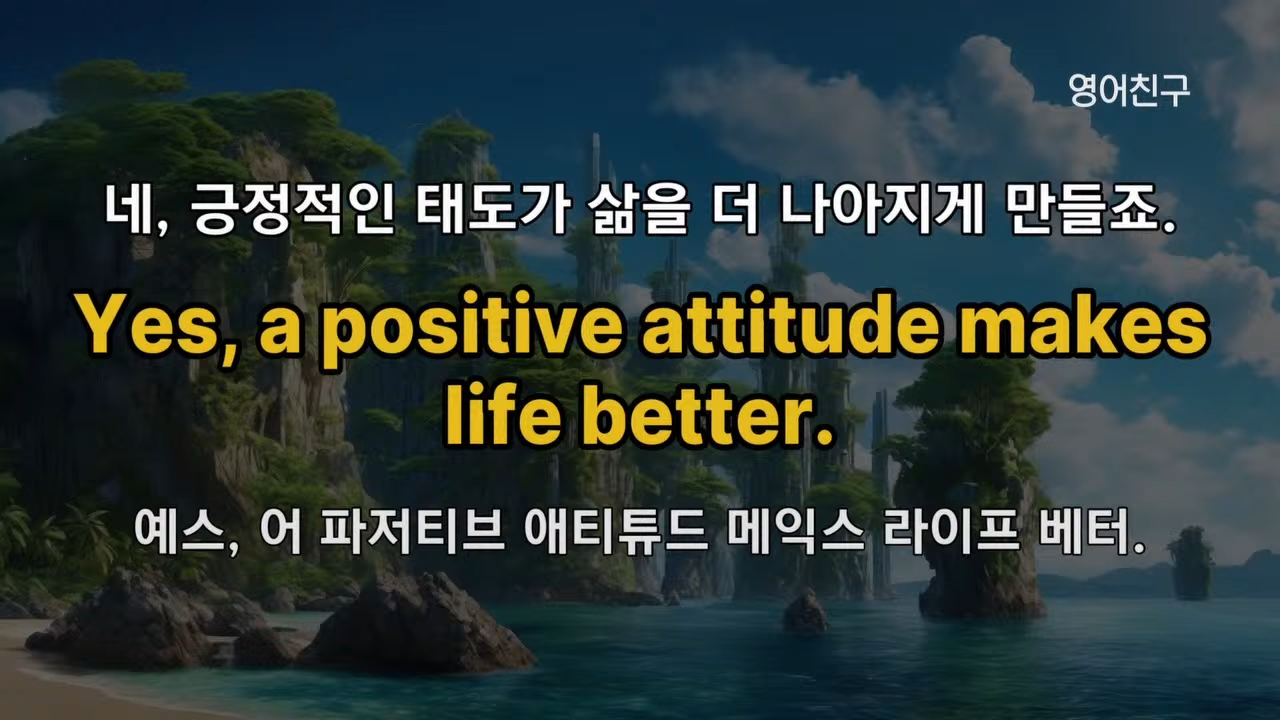 영어친구
네, 긍정적인 태도가 삶을 더 나아지게 만들죠.
Yes, a positive attitude makes
life better.
예스, 어 파저티브 애티튜드 메익스 라이프 베터.